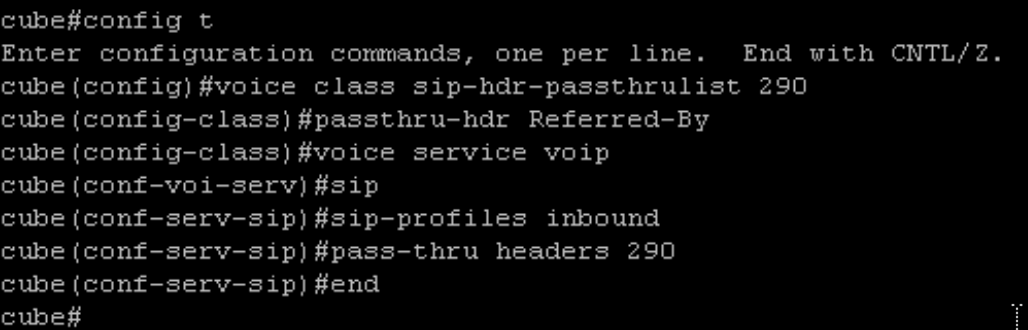 cube#config t
Enter configuration commands, one per line.  End with CNTL/Z.
cube(config)#voice class sip-hdr-passthrulist 290
cube(config-class)#passthru-hdr Referred-By
cube(config-class)#voice service voip
cube(conf-voi-serv)#sip
cube(conf-serv-sip)#sip-profiles inbound
cube(conf-serv-sip)#pass-thru headers 290
cube(conf-serv-sip)#end
cube#